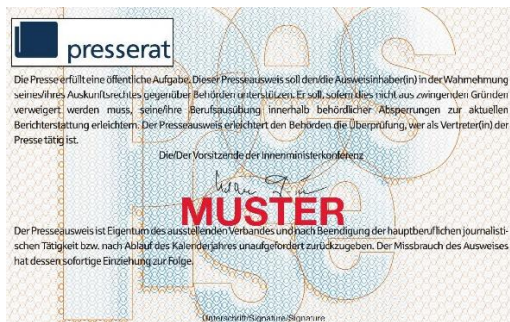 presserat
Die Presse erfüllt eine öffentliche Aufgabe. Dieser Presseausweis soll den/die Ausweisinhaber(in) in der Wahrnehmung
seines/ihres Auskunftsrechtes gegenüber Behörden unterstützen. Er soll, sofern dies nicht aus zwingenden Gründen
verweigert werden muss, seine/ihre Berufsausübung innerhalb behördlicher Absperrungen zur aktuellen
Berichterstattung erleichtern. Der Presseausweis erleichtert den Behörden die Überprüfung, wer als Vertreter(in) der
Presse tätig ist.
Die/Der Vorsitzende der Innenministerkonferenz
MUSTER
Der Presseausweis ist Eigentum des ausstellenden Verbandes und nach Beendigung der hauptberuflichen journalisti-
schen Tätigkeit bzw. nach Ablauf des Kalenderjahres unaufgefordert zurückzugeben. Der Missbrauch des Ausweises
hat dessen sofortige Einziehung zur Folge.
Unterschrift/Signature/Signature